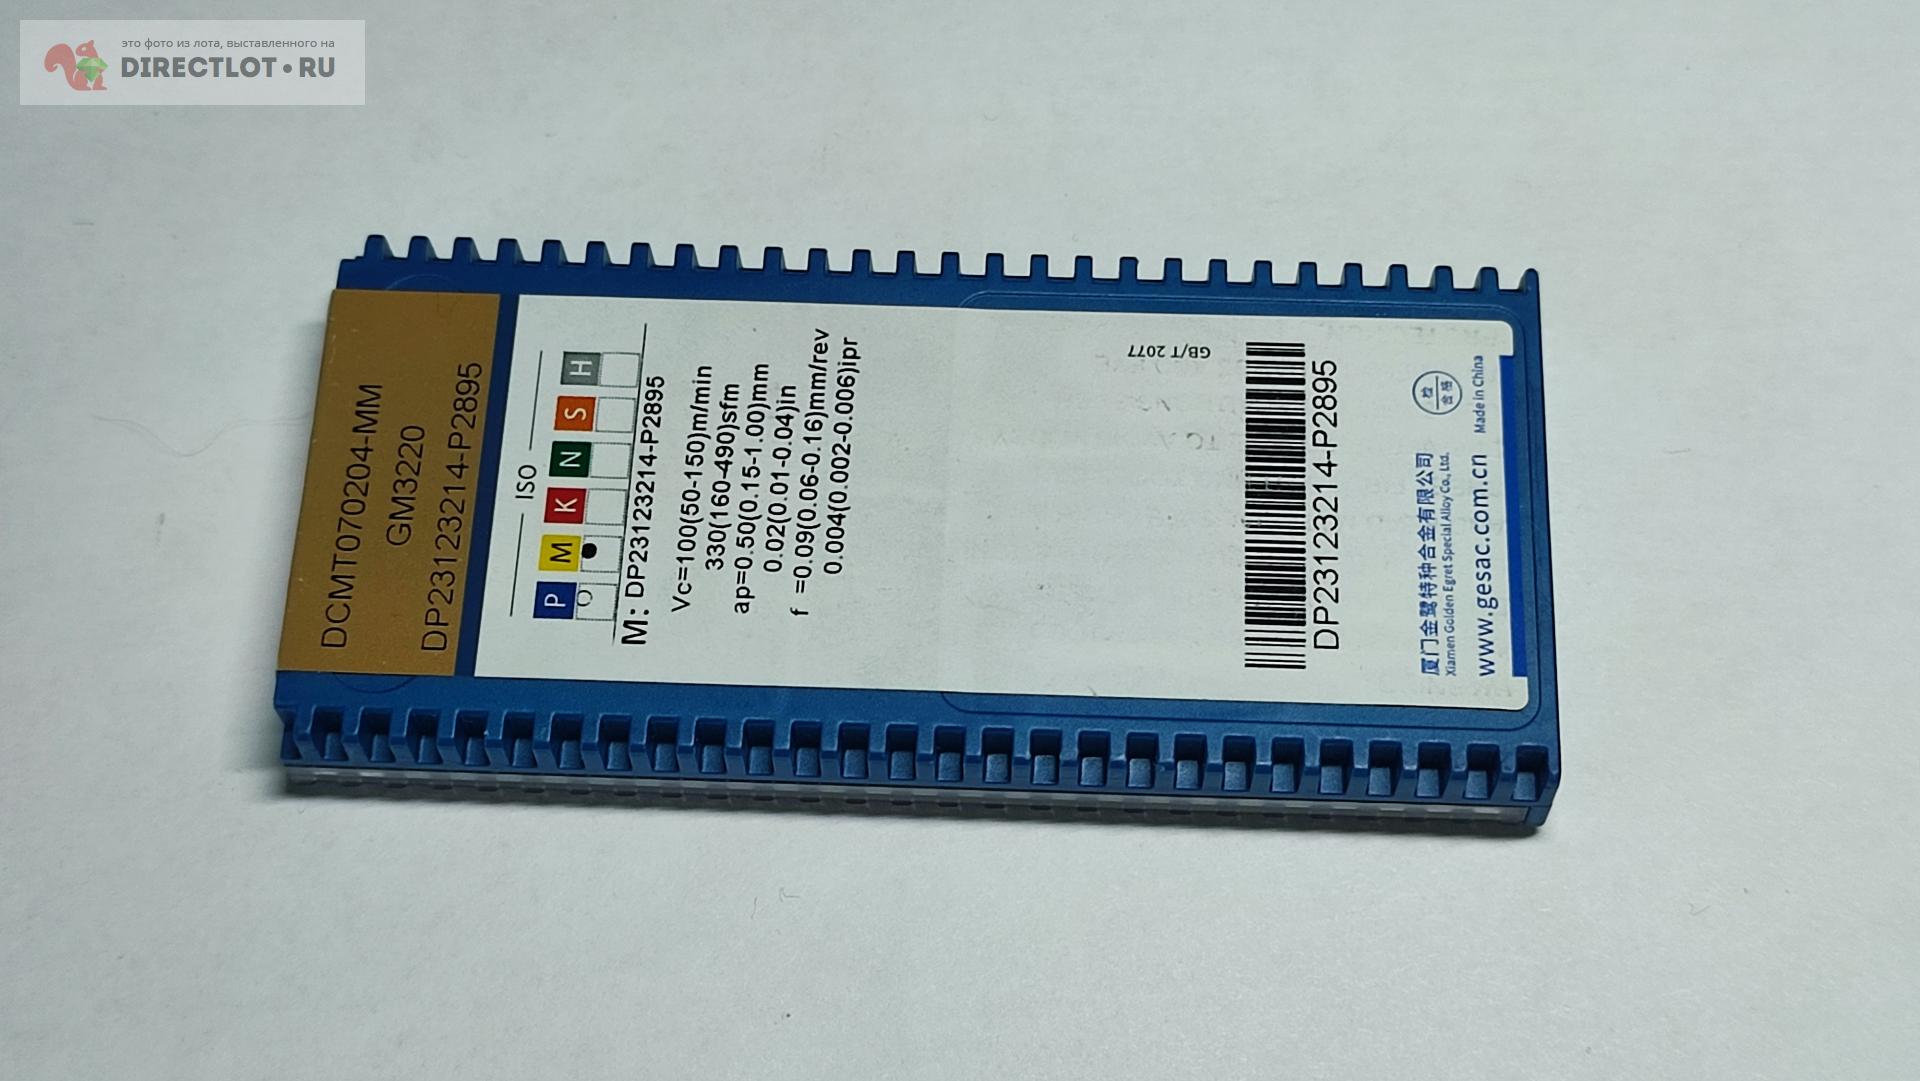 это фото из лота, выставленного на
DIRECTLOT.RU
DCMT070204-MM
GM3220
DP23123214-P2895
ISO
P M K N S H
M: DP23123214-P2895
Vc=100(50-150)m/min
330(160-490)sfm
ap=0.50(0.15-1.00)mm
0.02(0.01-0.04)in
f =0.09(0.06-0.16)mm/rev
0.004(0.002-0.006)ipr
GB/T 2077
DP23123214-P2895
检
合格
厦门金鹭特种合金有限公司
Xiamen Golden Egret Special Alloy Co., Ltd.
www.gesac.com.cn Made in China